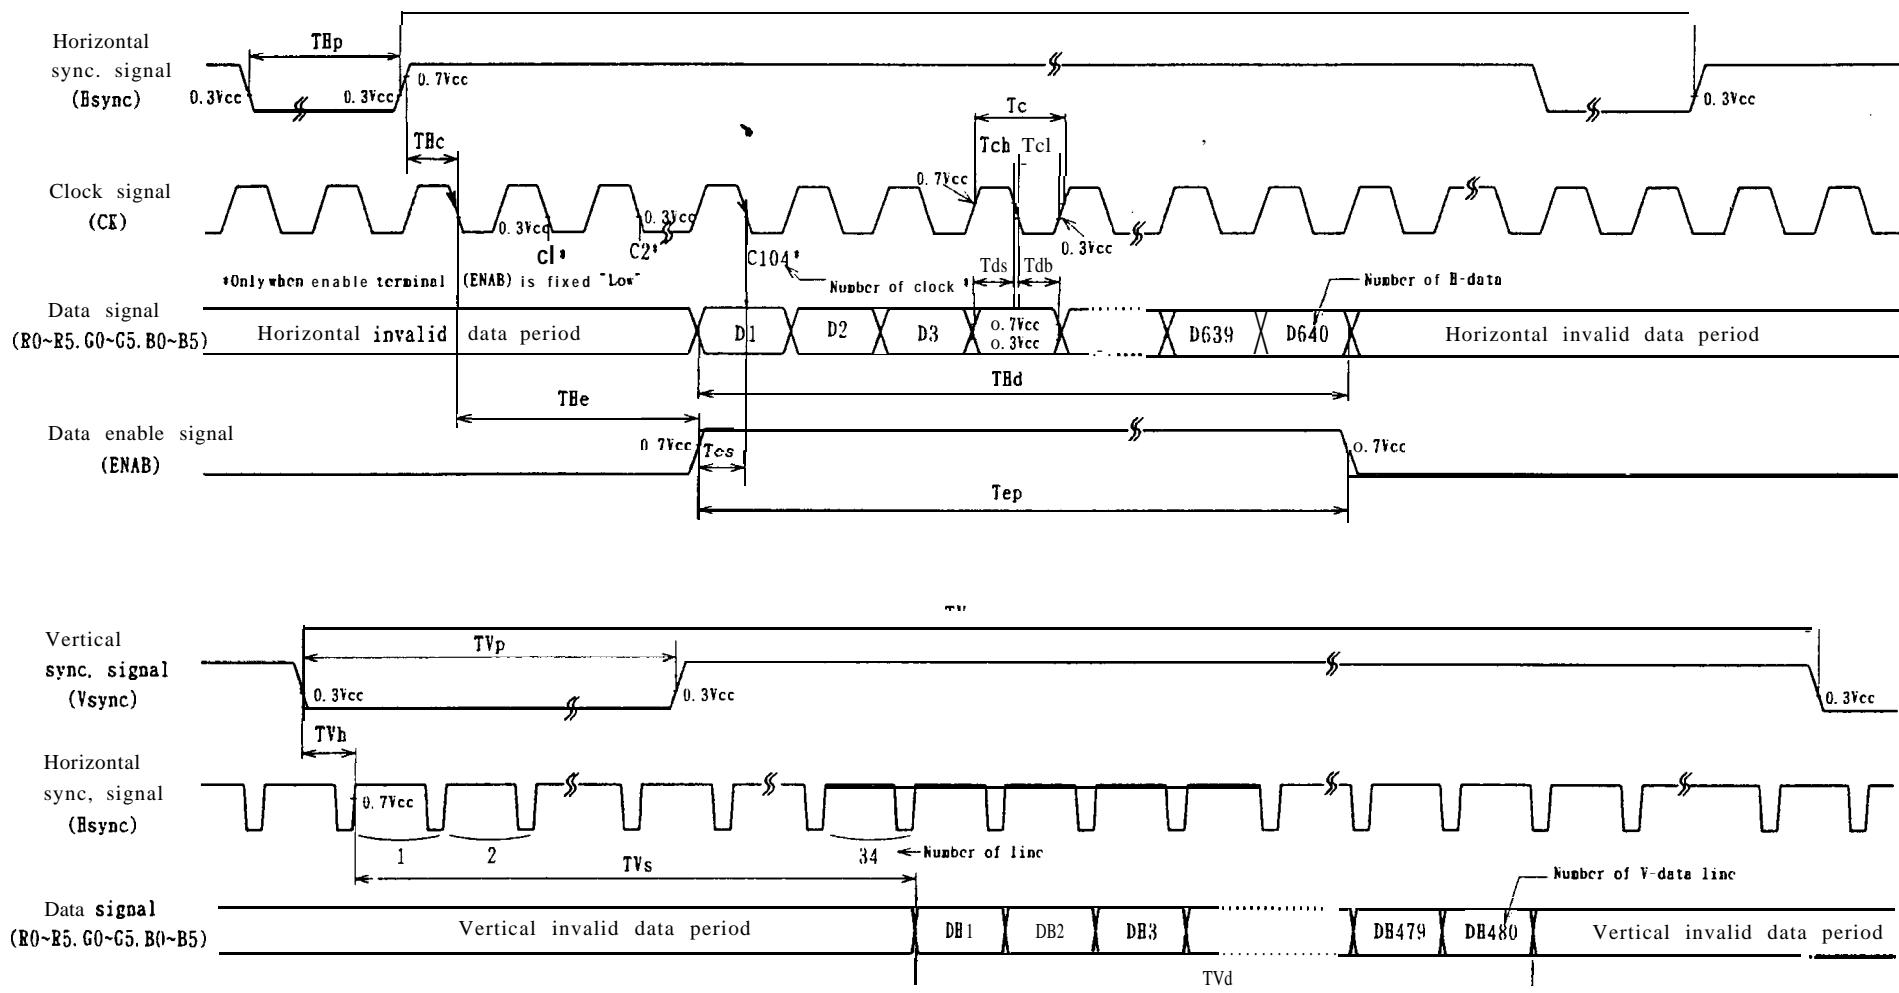 Horizontal
sync. signal
(Hsync)
THp
0.3Vcc
0.3Vcc
0.7Vcc
0.3Vcc
THc
Tc
Tch
Tcl
Clock signal
(CK)
0.7Vcc
0.3Vcc
0.3Vcc
0.3Vcc
C1*
C2*
C104*
*Only when enable terminal (ENAB) is fixed "Low"
Number of clock *
Tds
Tdh
Number of H-data
Data signal
(R0~R5.G0~G5.B0~B5)
Horizontal invalid data period
D1
D2
D3
0.7Vcc
0.3Vcc
D639
D640
Horizontal invalid data period
THd
THe
Data enable signal
(ENAB)
0.7Vcc
Tes
0.7Vcc
Tep
Vertical
sync. signal
(Vsync)
TVp
0.3Vcc
0.3Vcc
0.3Vcc
TVh
Horizontal
sync, signal
(Hsync)
0.7Vcc
1
2
34
Number of line
TVs
Number of V-data line
Data signal
(R0~R5.G0~G5.B0~B5)
Vertical invalid data period
DH1
DH2
DH3
DH479
DH480
Vertical invalid data period
TVd